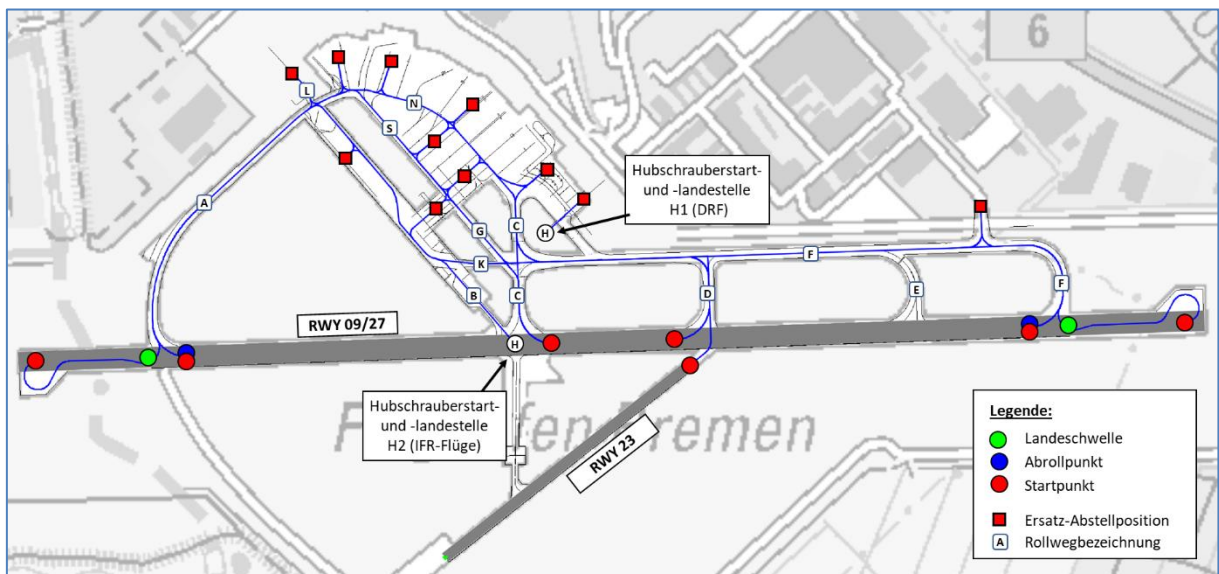 6
L
N
S
A
Hubschrauberstart-
und -landestelle
H1 (DRF)
H
G
C
K
F
B
C
D
E
F
RWY 09/27
H
Hubschrauberstart-
und -landestelle
H2 (IFR-Flüge)
RWY 23
Legende:
Landeschwelle
Abrollpunkt
Startpunkt
Ersatz-Abstellposition
A Rollwegbezeichnung